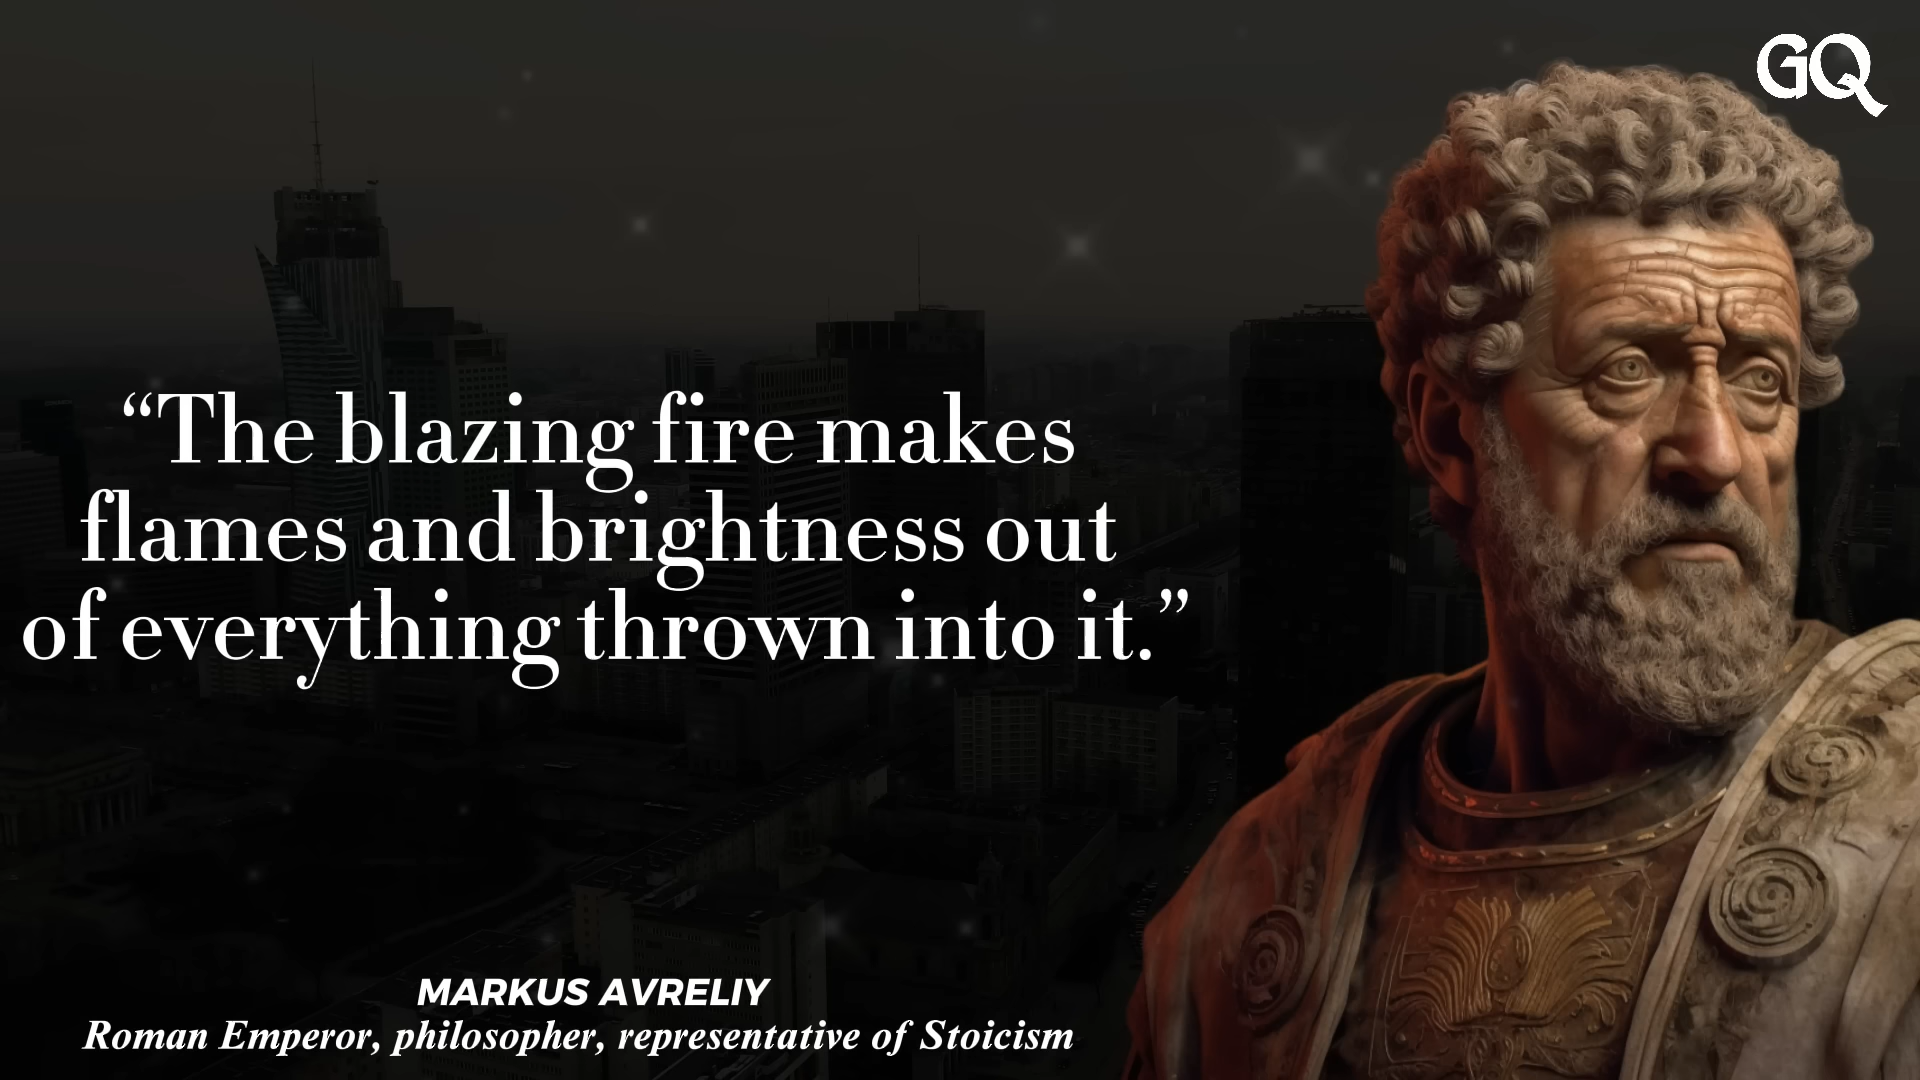 GQ
“The blazing fire makes
flames and brightness out
of everything thrown into it.”
MARKUS AVRELIY
Roman Emperor, philosopher, representative of Stoicism